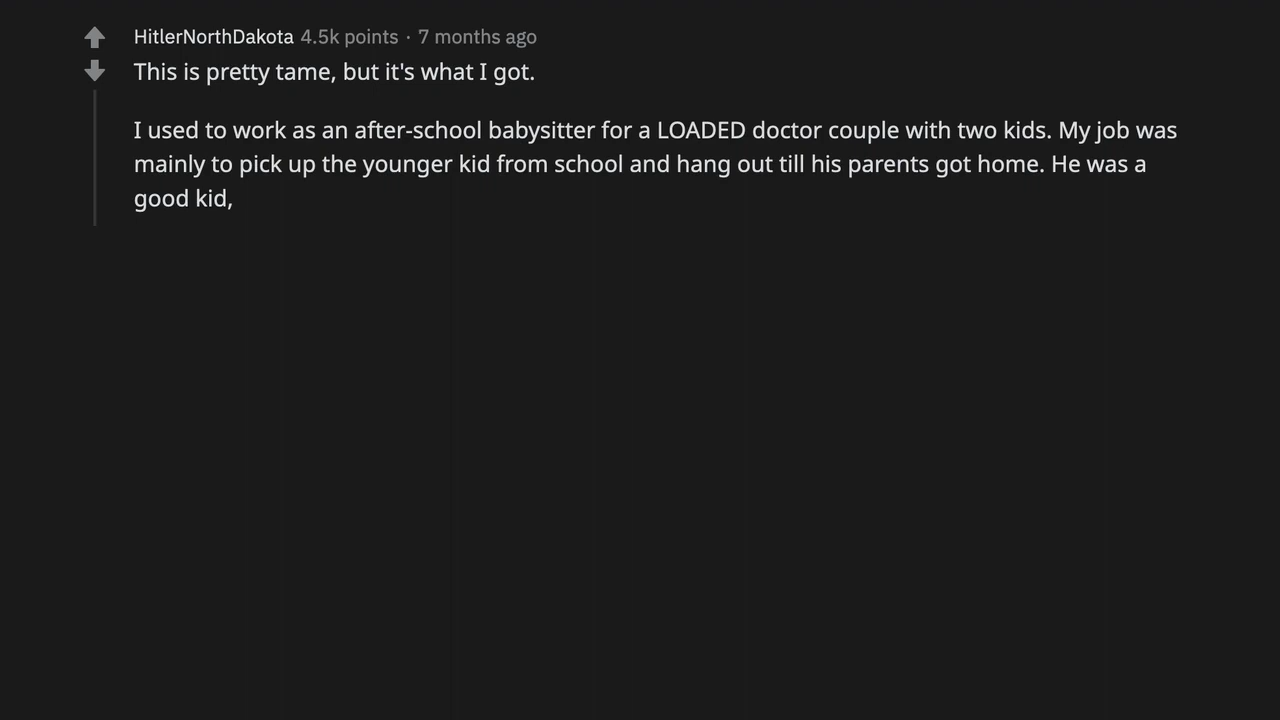 HitlerNorthDakota 4.5k points · 7 months ago
This is pretty tame, but it's what I got.
I used to work as an after-school babysitter for a LOADED doctor couple with two kids. My job was
mainly to pick up the younger kid from school and hang out till his parents got home. He was a
good kid,